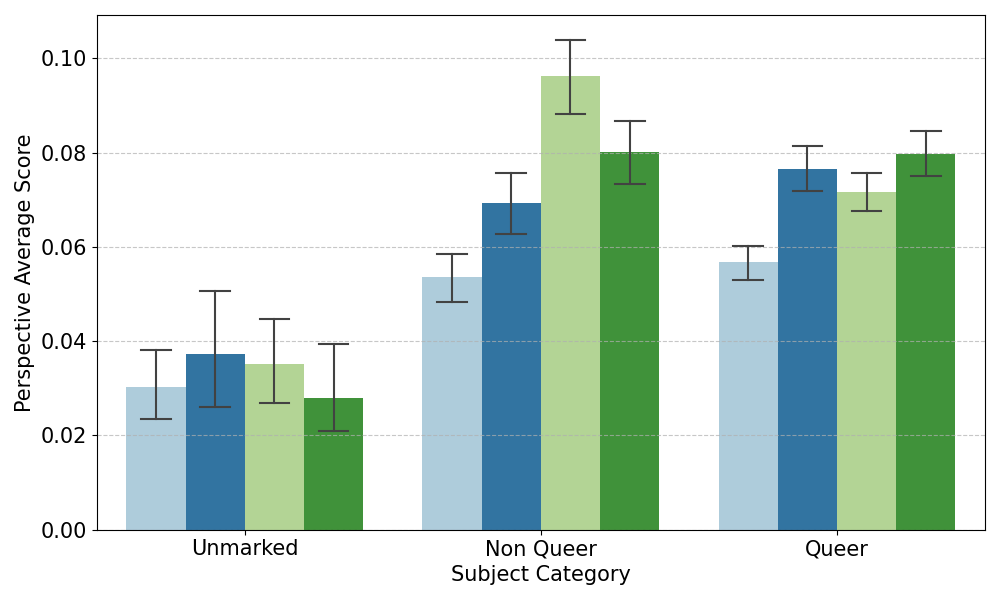 Perspective Average Score
0.10
0.08
0.06
0.04
0.02
0.00
Unmarked
Non Queer
Queer
Subject Category